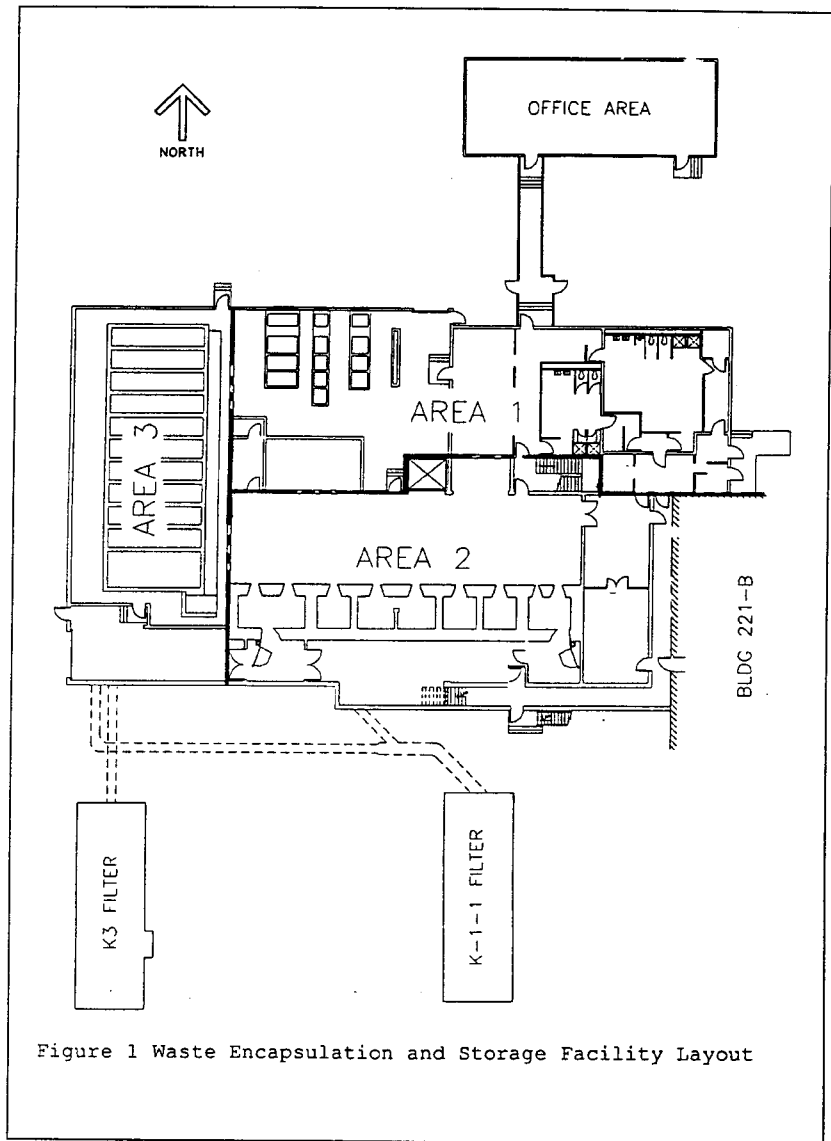 OFFICE AREA
NORTH
AREA 1
AREA 3
AREA 2
BLDG 221-B
K3 FILTER
K-1-1 FILTER
Figure 1 Waste Encapsulation and Storage Facility Layout